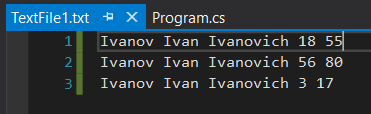 TextFile1.txt Program.cs
1 Ivanov Ivan Ivanovich 18 55
2 Ivanov Ivan Ivanovich 56 80
3 Ivanov Ivan Ivanovich 3 17